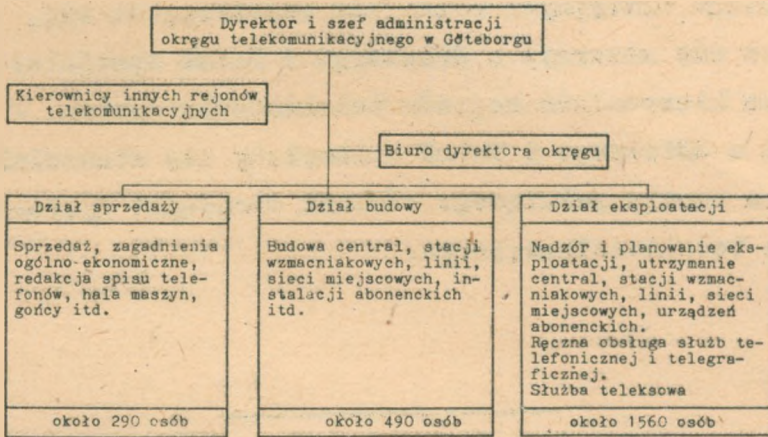 Dyrektor i szef administracji
okręgu telekomunikacyjnego w Göteborgu
Kierownicy innych rejonów
telekomunikacyjnych
Biuro dyrektora okręgu
Dział sprzedaży
Sprzedaż, zagadnienia
ogólno-ekonomiczne,
redakcja spisu tele-
fonów, hala maszyn,
gońcy itd.
około 290 osób
Dział budowy
Budowa central, stacji
wzmacniakowych, linii,
sieci miejscowych, in-
stalacji abonenckich
itd.
około 490 osób
Dział eksploatacji
Nadzór i planowanie eks-
ploatacji, utrzymanie
central, stacji wzmac-
niakowych, linii, sieci
miejscowych, urządzeń
abonenckich.
Ręczna obsługa służb te-
lefonicznej i telegra-
ficznej.
Służba teleksowa
około 1560 osób